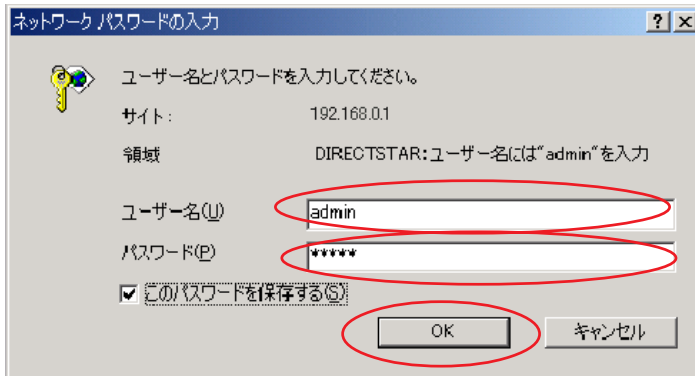 ネットワーク パスワードの入力
ユーザー名とパスワードを入力してください。
サイト: 192.168.0.1
領域 DIRECTSTAR:ユーザー名には"admin"を入力
ユーザー名(U) admin
パスワード(P) *****
このパスワードを保存する(S)
OK キャンセル